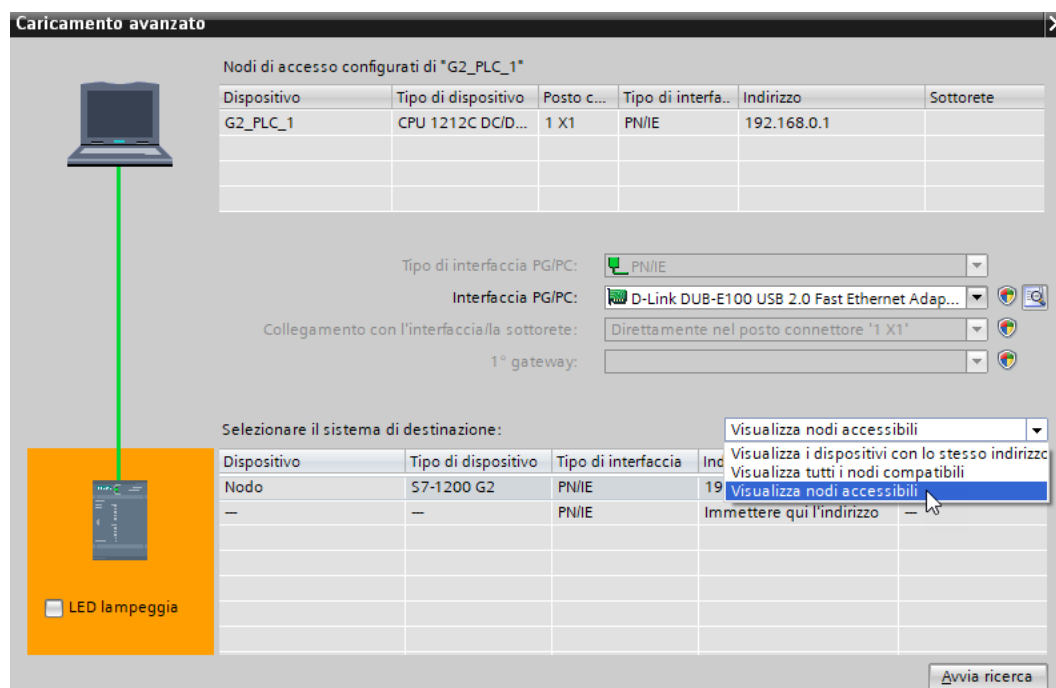 Caricamento avanzato
Nodi di accesso configurati di "G2_PLC_1"
Dispositivo Tipo di dispositivo Posto c... Tipo di interfa.. Indirizzo Sottorete
G2_PLC_1 CPU 1212C DC/D... 1 X1 PN/IE 192.168.0.1
Tipo di interfaccia PG/PC: PN/IE
Interfaccia PG/PC: D-Link DUB-E100 USB 2.0 Fast Ethernet Adap...
Collegamento con l'interfaccia/la sottorete: Direttamente nel posto connettore '1 X1'
1° gateway:
Selezionare il sistema di destinazione: Visualizza nodi accessibili
Visualizza i dispositivi con lo stesso indirizzo
Visualizza tutti i nodi compatibili
Visualizza nodi accessibili
Dispositivo Tipo di dispositivo Tipo di interfaccia Ind
Nodo S7-1200 G2 PN/IE 19
— — PN/IE Immettere qui l'indirizzo —
LED lampeggia
Avvia ricerca